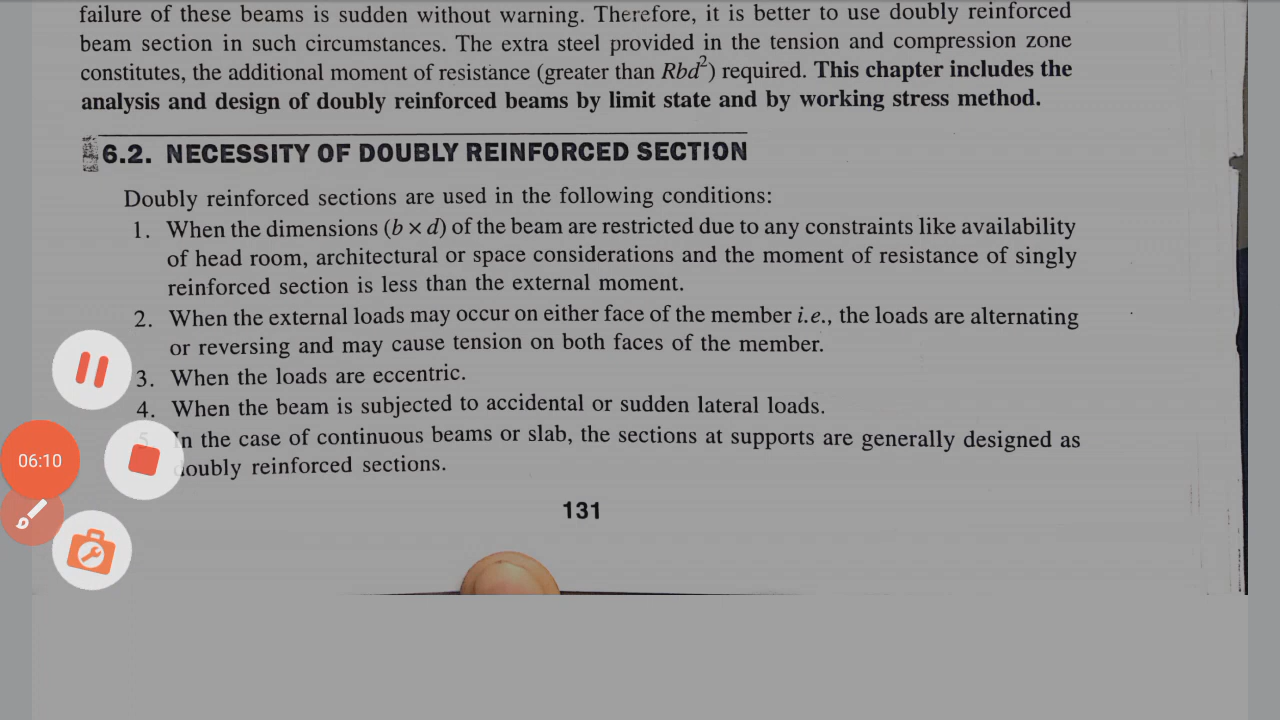 failure of these beams is sudden without warning. Therefore, it is better to use doubly reinforced
beam section in such circumstances. The extra steel provided in the tension and compression zone
constitutes, the additional moment of resistance (greater than Rbd²) required. This chapter includes the
analysis and design of doubly reinforced beams by limit state and by working stress method.
6.2. NECESSITY OF DOUBLY REINFORCED SECTION
Doubly reinforced sections are used in the following conditions:
1. When the dimensions (b × d) of the beam are restricted due to any constraints like availability
of head room, architectural or space considerations and the moment of resistance of singly
reinforced section is less than the external moment.
2. When the external loads may occur on either face of the member i.e., the loads are alternating
or reversing and may cause tension on both faces of the member.
3. When the loads are eccentric.
4. When the beam is subjected to accidental or sudden lateral loads.
5. In the case of continuous beams or slab, the sections at supports are generally designed as
doubly reinforced sections.
06:10
131